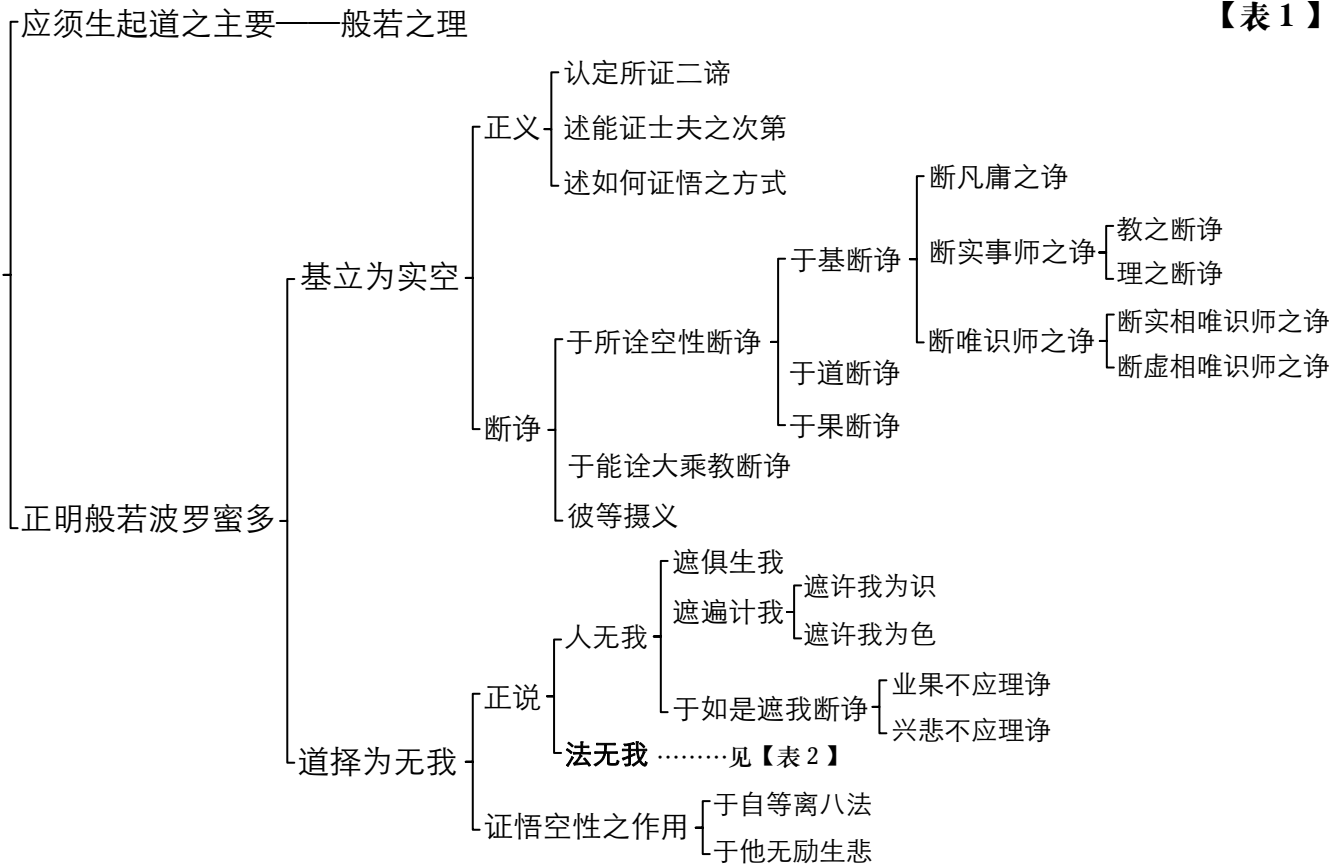 【表1】
应须生起道之主要——般若之理
正明般若波罗蜜多
基立为实空
正义
认定所证二谛
述能证士夫之次第
述如何证悟之方式
断诤
于所诠空性断诤
于基断诤
断凡庸之诤
断实事师之诤
教之断诤
理之断诤
断唯识师之诤
断实相唯识师之诤
断虚相唯识师之诤
于道断诤
于果断诤
于能诠大乘教断诤
彼等摄义
道择为无我
正说
人无我
遮俱生我
遮遍计我
遮许我为识
遮许我为色
于如是遮我断诤
业果不应理诤
兴悲不应理诤
法无我 ………见【表2】
证悟空性之作用
于自等离八法
于他无励生悲